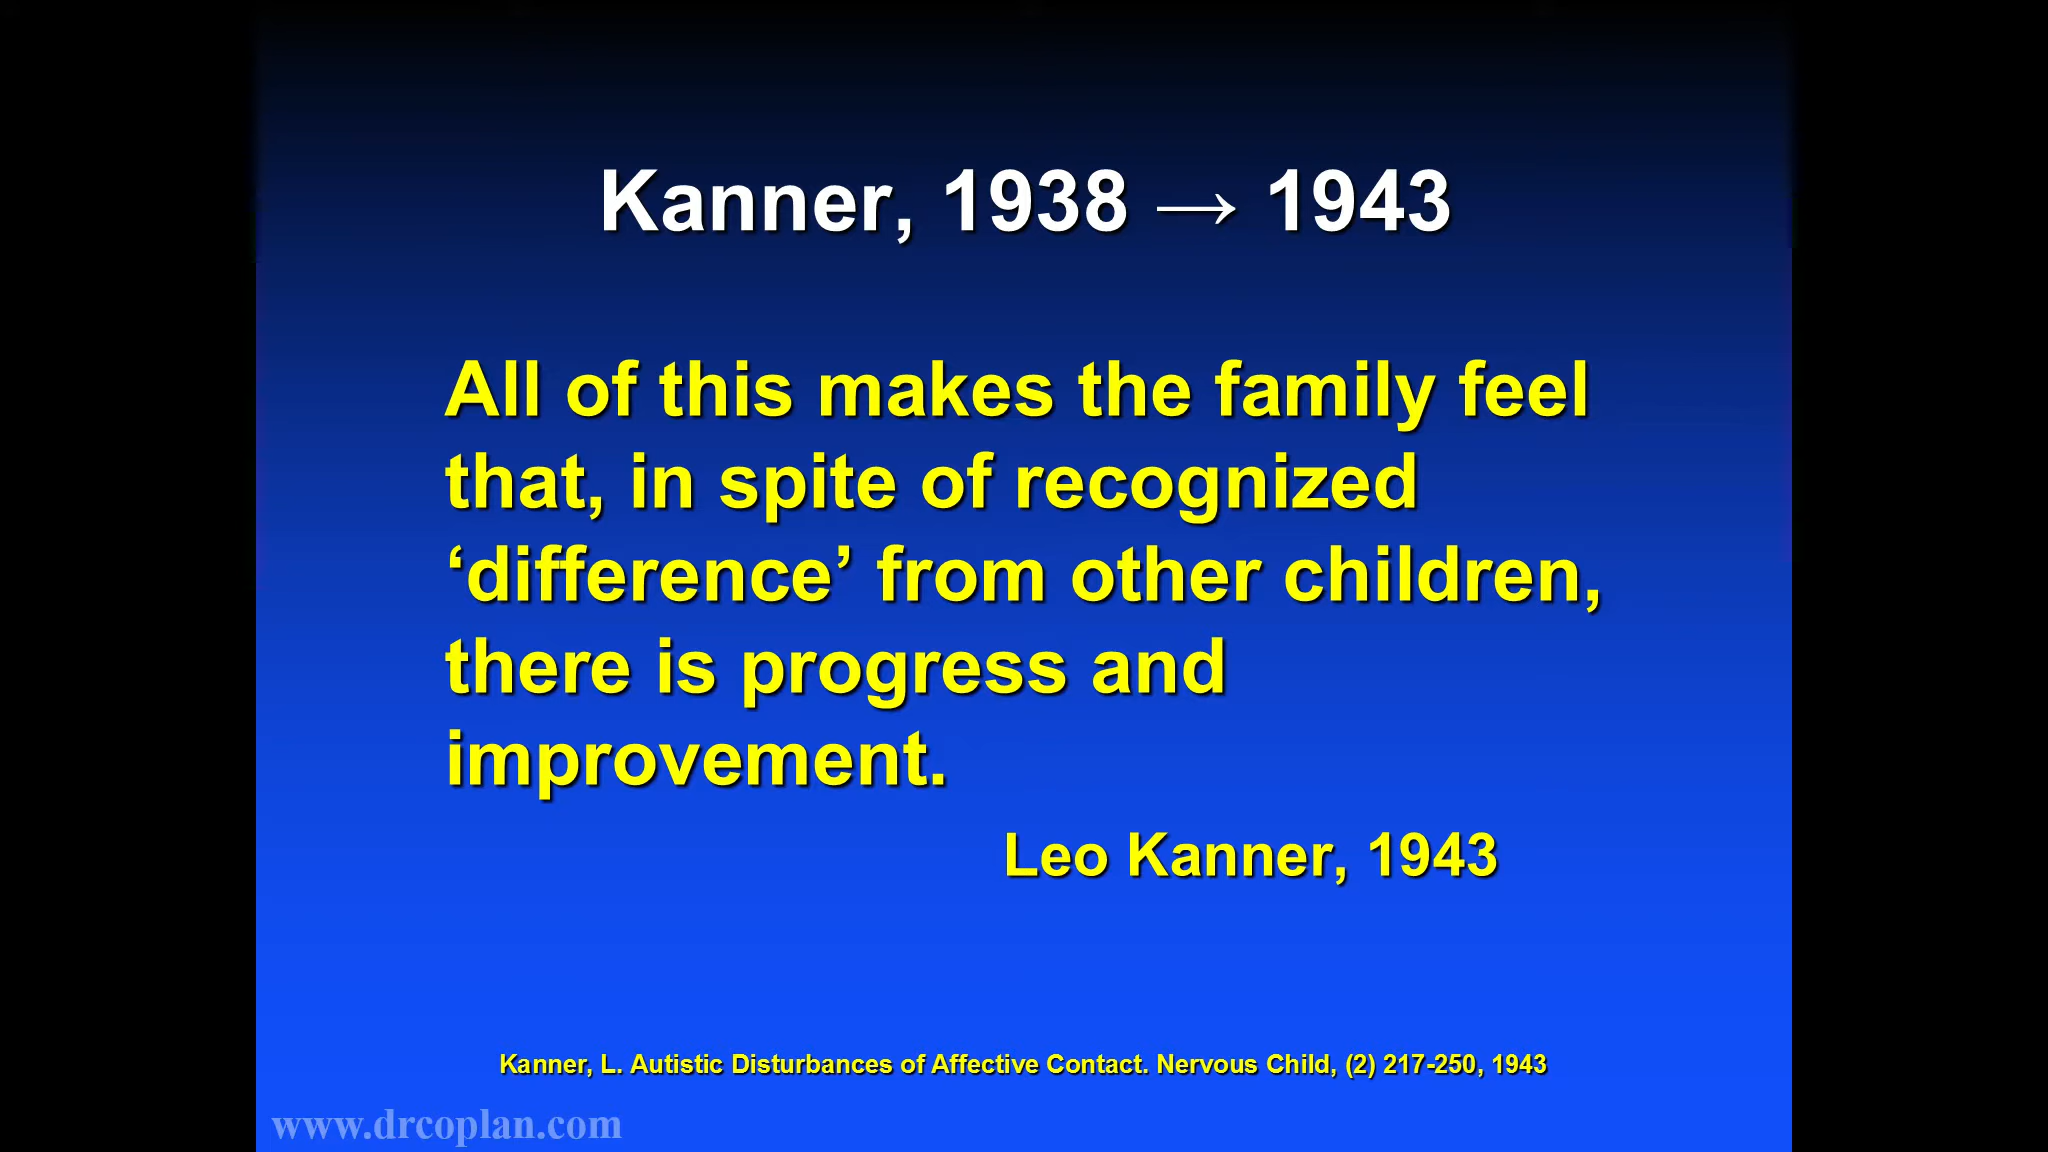 Kanner, 1938 → 1943
All of this makes the family feel
that, in spite of recognized
‘difference’ from other children,
there is progress and
improvement.
Leo Kanner, 1943
Kanner, L. Autistic Disturbances of Affective Contact. Nervous Child, (2) 217-250, 1943
www.drcoplan.com